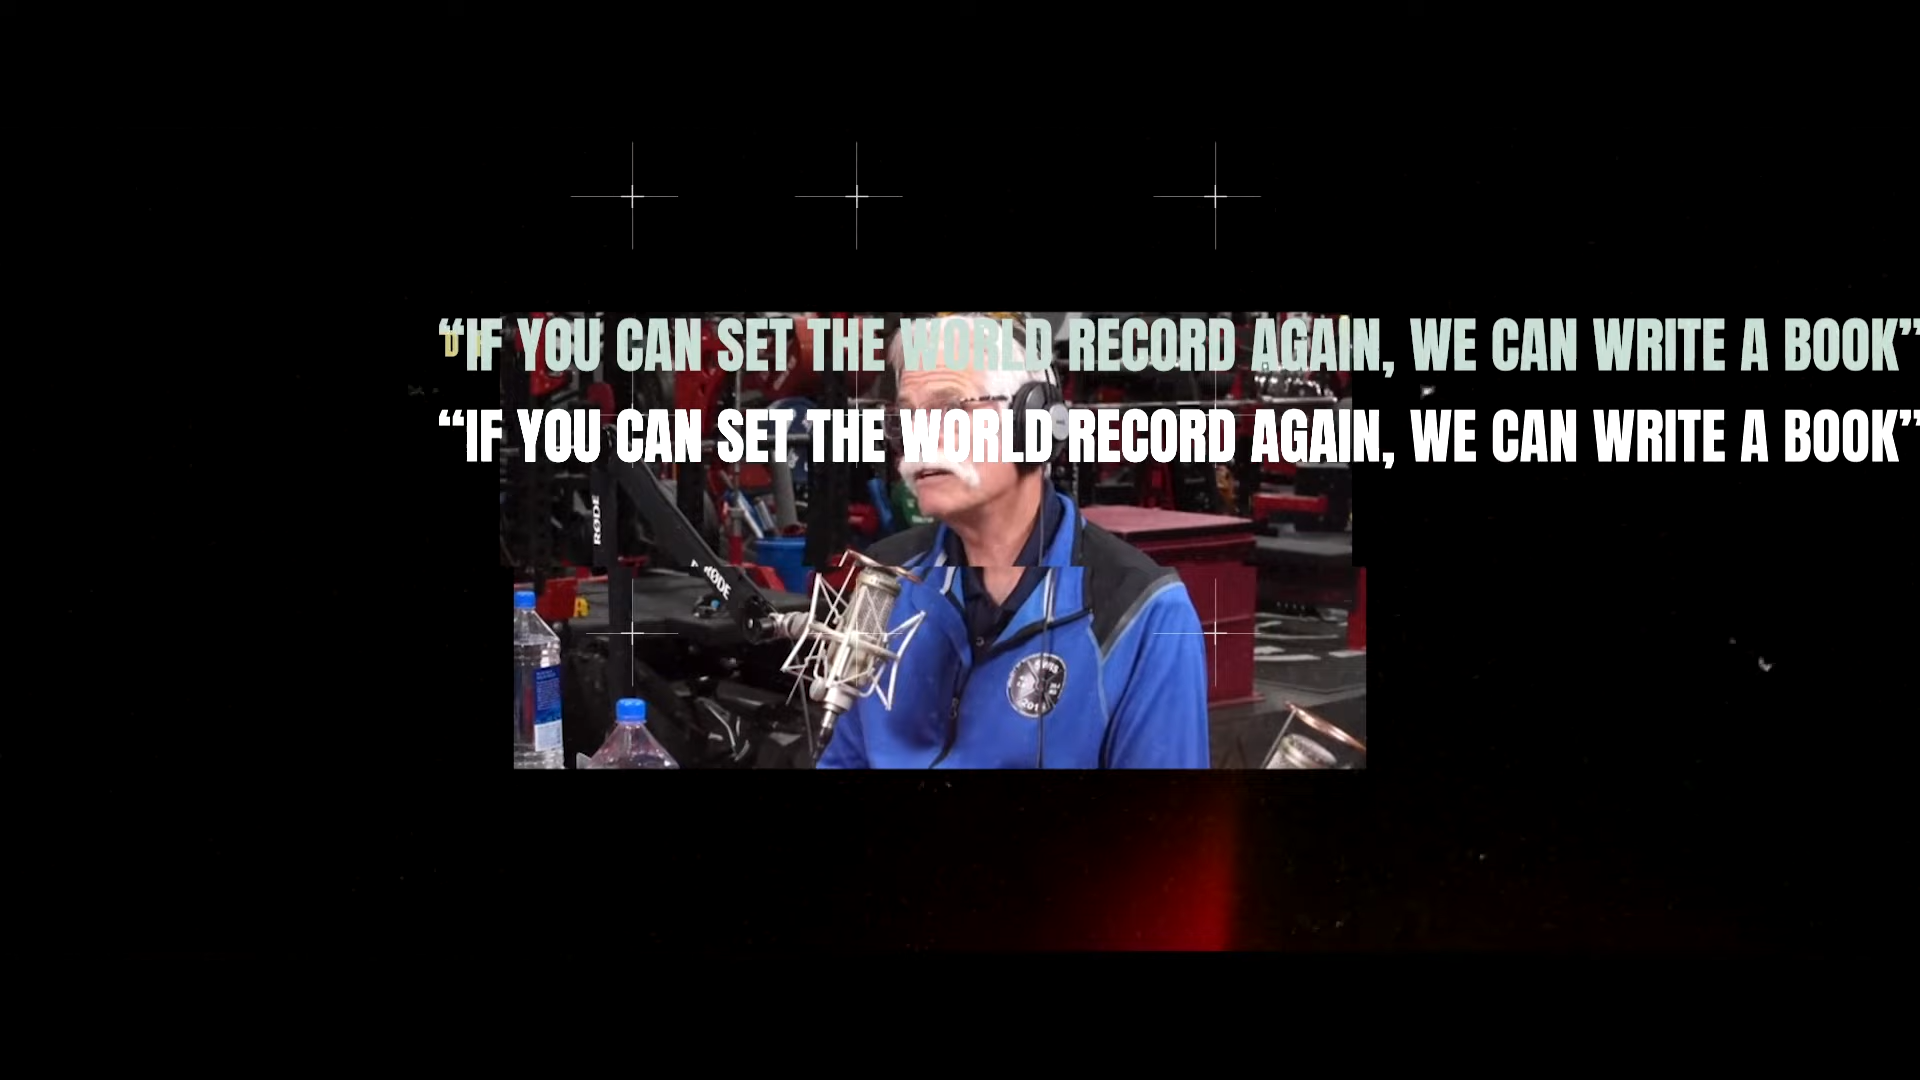 “IF YOU CAN SET THE WORLD RECORD AGAIN, WE CAN WRITE A BOOK”
“IF YOU CAN SET THE WORLD RECORD AGAIN, WE CAN WRITE A BOOK”
RØDE
RØDE
SWIS